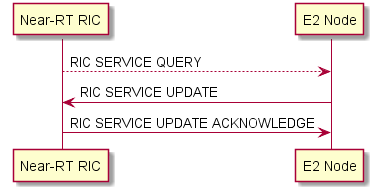 Near-RT RIC
E2 Node
RIC SERVICE QUERY
RIC SERVICE UPDATE
RIC SERVICE UPDATE ACKNOWLEDGE
Near-RT RIC
E2 Node